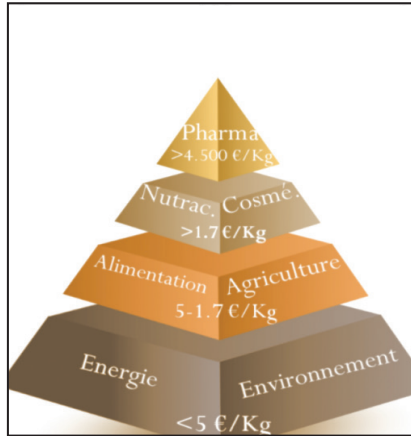 Pharma
>4.500 €/Kg
Nutrac. Cosmé.
>1.7 €/Kg
Alimentation Agriculture
5-1.7 €/Kg
Energie Environnement
<5 €/Kg